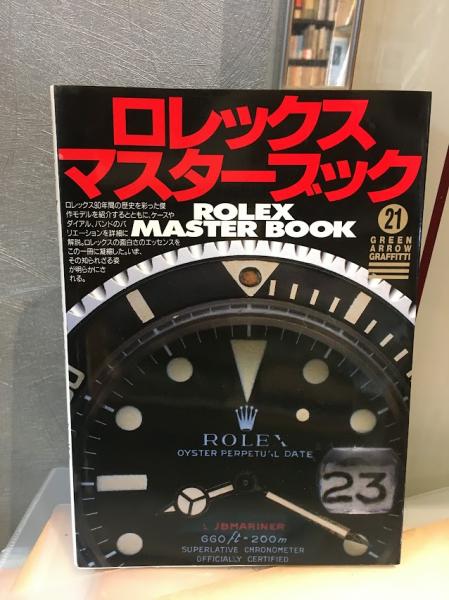 ロレックス
マスターブック
ROLEX
MASTER BOOK
ロレックス90年間の歴史を彩った傑
作モデルを紹介するとともに、ケースや
ダイアル、バンドのバ
リエーションを詳細に
解説。ロレックスの面白さのエッセンスを
この一冊に凝縮した。いま、
その知られざる姿
が明らかにさ
れる。
21
GREEN
ARROW
GRAFFITTI
ROLEX
OYSTER PERPETUAL DATE
23
660 ft = 200m
SUPERLATIVE CHRONOMETER
OFFICIALLY CERTIFIED